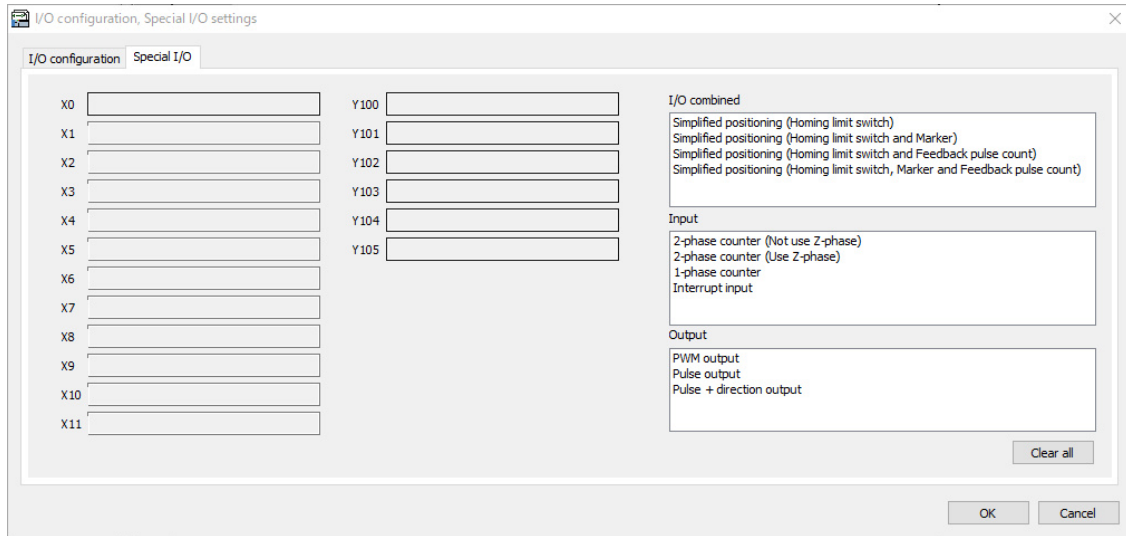 I/O configuration, Special I/O settings
I/O configuration
Special I/O
X0
X1
X2
X3
X4
X5
X6
X7
X8
X9
X10
X11
Y100
Y101
Y102
Y103
Y104
Y105
I/O combined
Simplified positioning (Homing limit switch)
Simplified positioning (Homing limit switch and Marker)
Simplified positioning (Homing limit switch and Feedback pulse count)
Simplified positioning (Homing limit switch, Marker and Feedback pulse count)
Input
2-phase counter (Not use Z-phase)
2-phase counter (Use Z-phase)
1-phase counter
Interrupt input
Output
PWM output
Pulse output
Pulse + direction output
Clear all
OK
Cancel